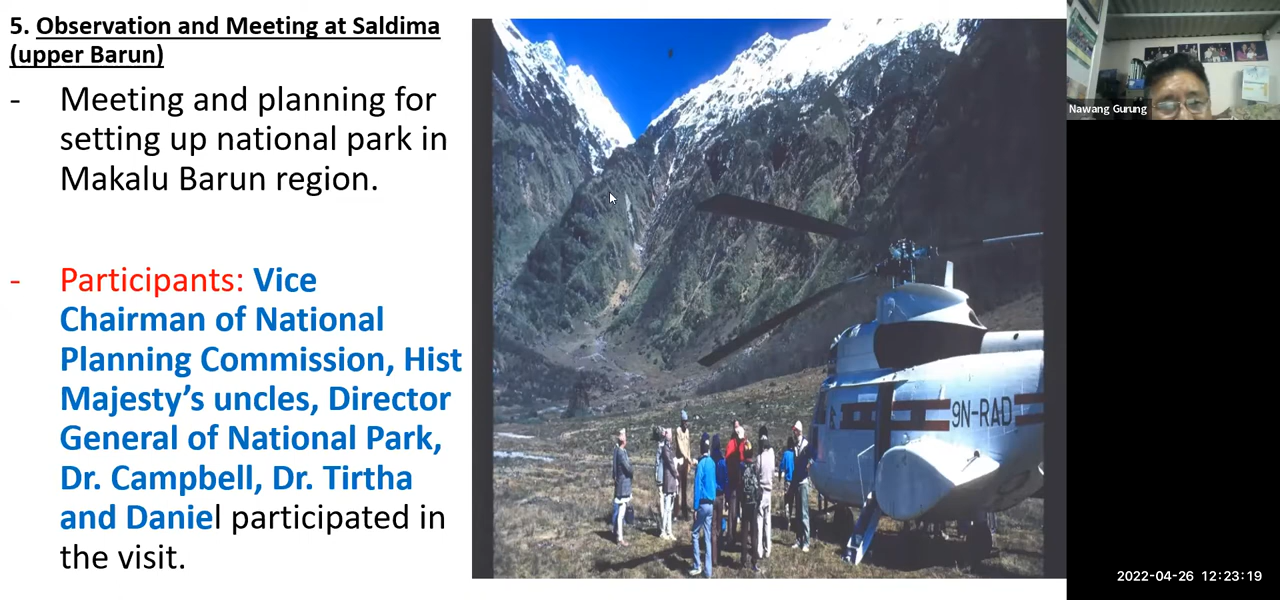 5. Observation and Meeting at Saldima
(upper Barun)
- Meeting and planning for
setting up national park in
Makalu Barun region.
- Participants: Vice
Chairman of National
Planning Commission, Hist
Majesty's uncles, Director
General of National Park,
Dr. Campbell, Dr. Tirtha
and Daniel participated in
the visit.
9N-RAD
Nawang Gurung
2022-04-26 12:23:19